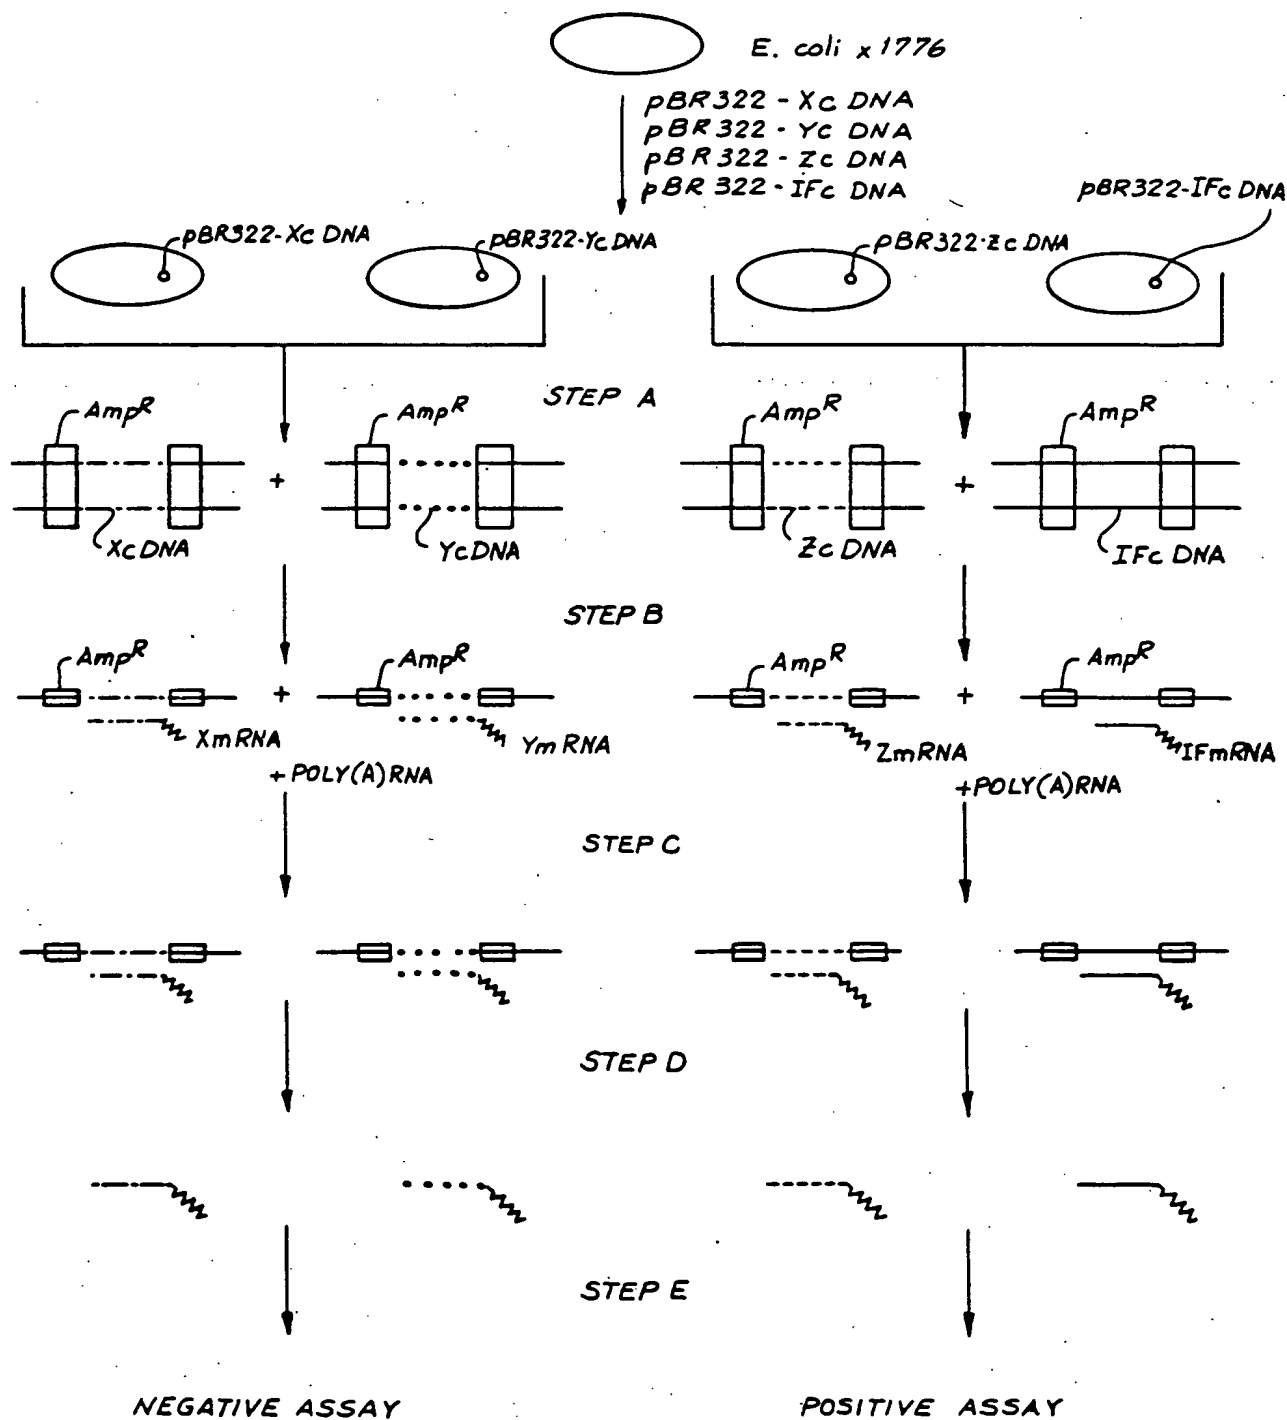 E. coli x 1776
pBR322 - Xc DNA
pBR322 - Yc DNA
pBR322 - Zc DNA
pBR322 - IFc DNA
pBR322-Xc DNA
pBR322-Yc DNA
pBR322-Zc DNA
pBR322-IFc DNA
STEP A
AmpR
AmpR
AmpR
AmpR
+
+
Xc DNA
Yc DNA
Zc DNA
IFc DNA
STEP B
AmpR
AmpR
AmpR
AmpR
+
+
XmRNA
YmRNA
ZmRNA
IFmRNA
+ POLY(A) RNA
+ POLY(A) RNA
STEP C
STEP D
STEP E
NEGATIVE ASSAY
POSITIVE ASSAY